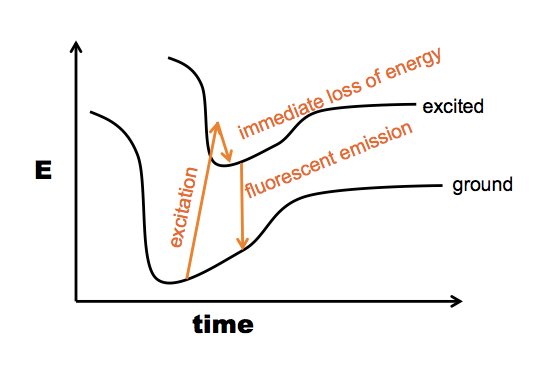 immediate loss of energy
excited
fluorescent emission
E
excitation
ground
time